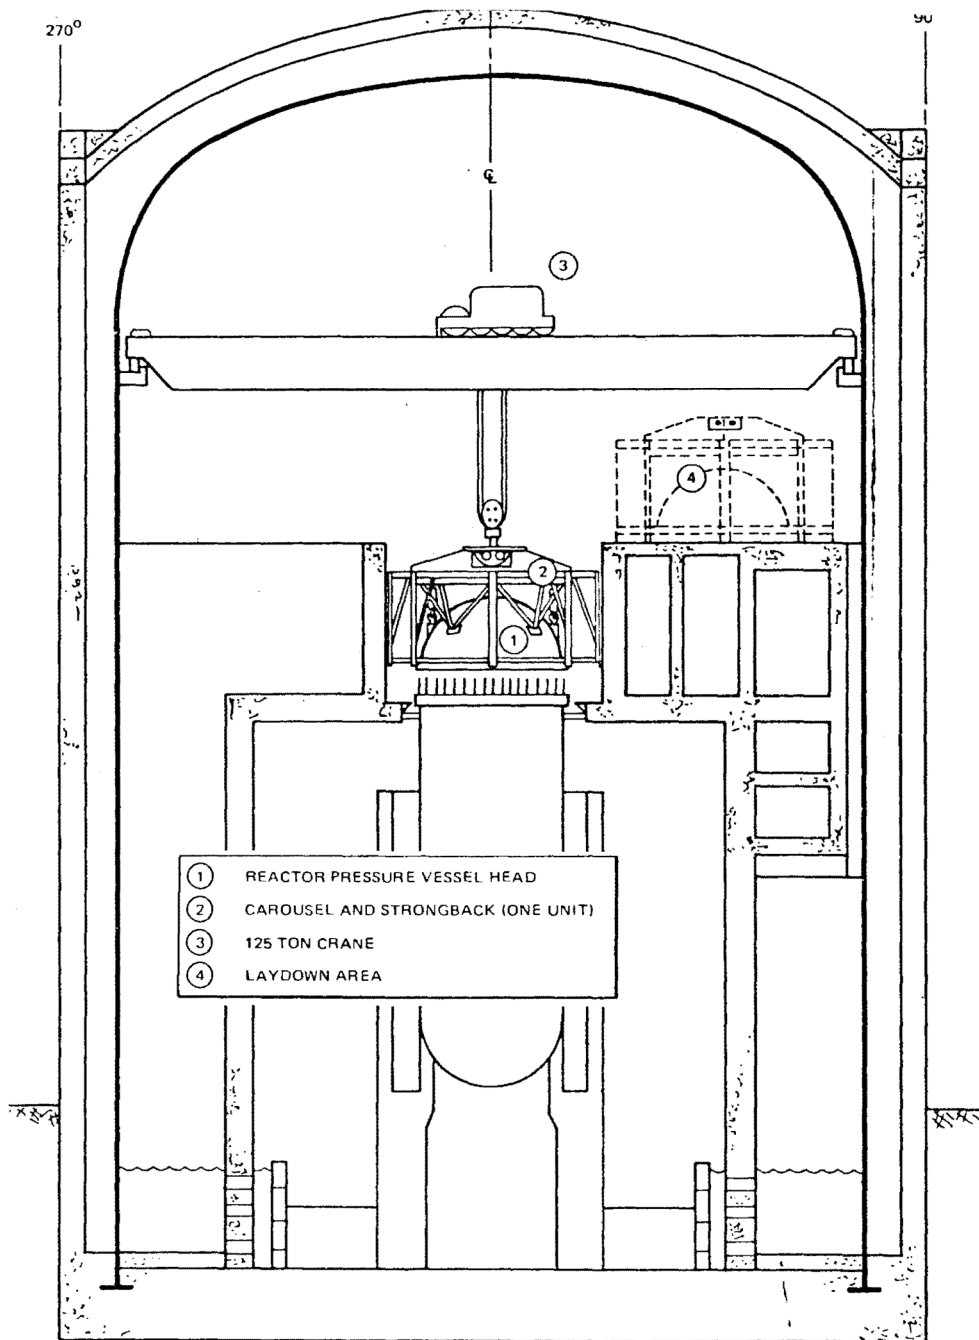 270°
90
℄
3
4
2
1
1 REACTOR PRESSURE VESSEL HEAD
2 CAROUSEL AND STRONGBACK (ONE UNIT)
3 125 TON CRANE
4 LAYDOWN AREA